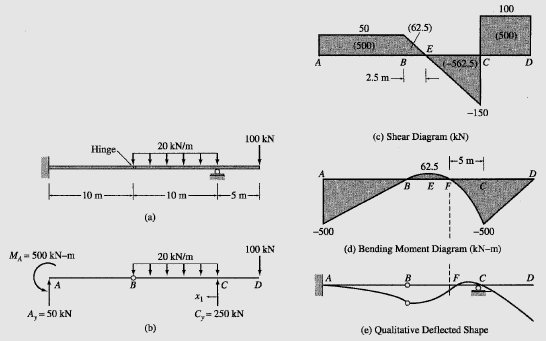 Hinge
20 kN/m
100 kN
10 m
10 m
5 m
(a)
M_A = 500 kN–m
20 kN/m
100 kN
A
B
C
D
x₁
A_y = 50 kN
C_y = 250 kN
(b)
100
50
(62.5)
(500)
E
(–562.5)
(500)
A
B
C
D
2.5 m
–150
(c) Shear Diagram (kN)
62.5
5 m
A
B
E
F
C
D
–500
–500
(d) Bending Moment Diagram (kN–m)
A
B
F
C
D
(e) Qualitative Deflected Shape